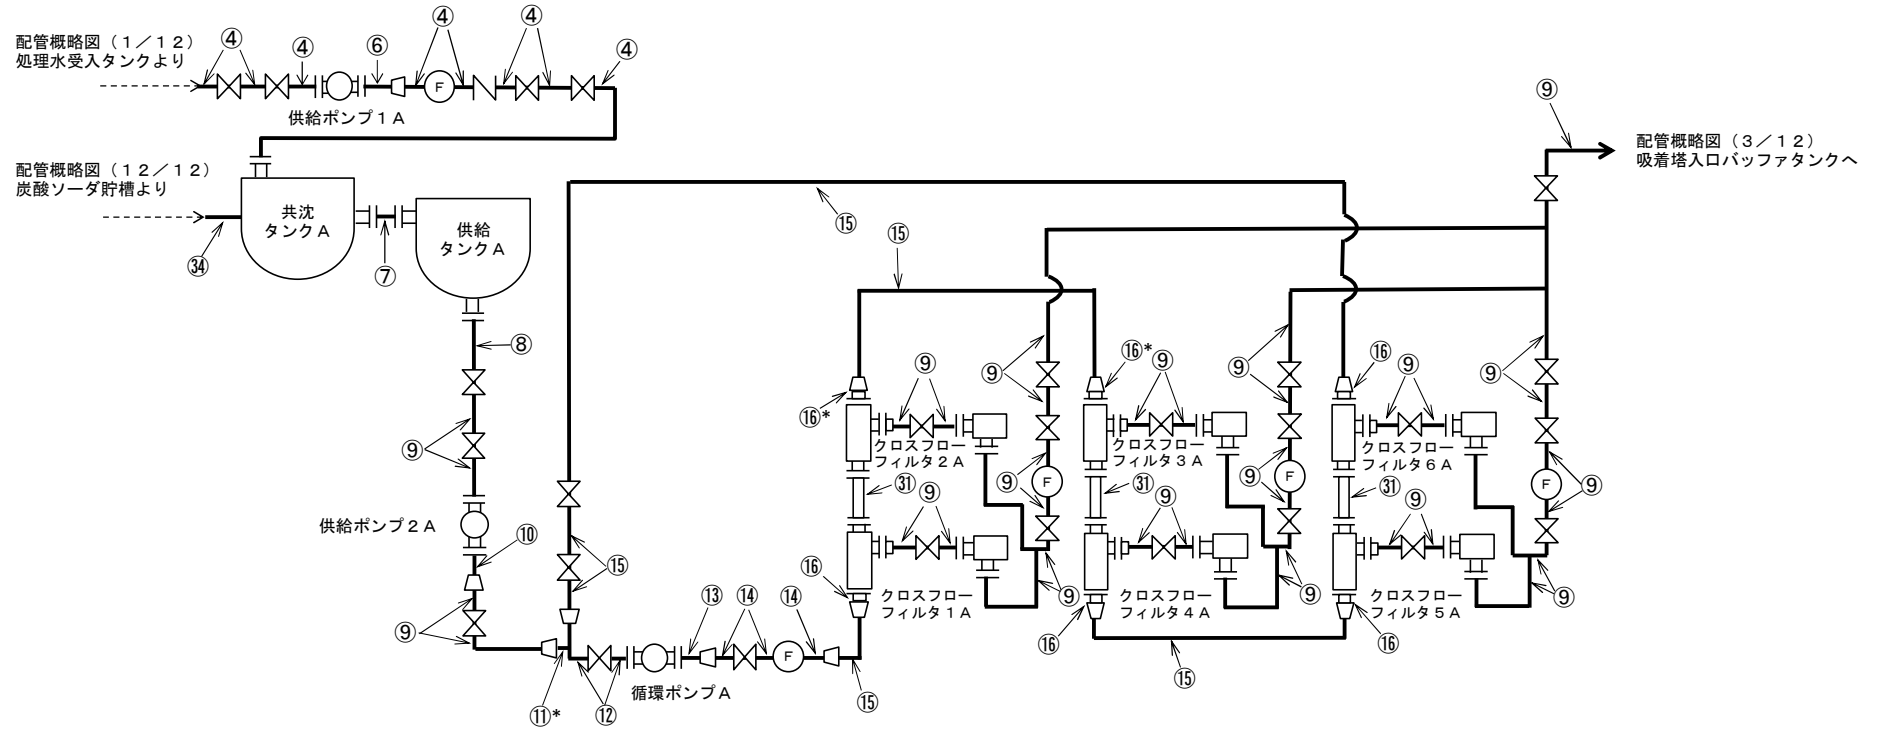 ④
④
④
④
⑥
④
配管概略図(1/12)
処理水受入タンクより
F
供給ポンプ1A
⑨
配管概略図(3/12)
吸着塔入口バッファタンクへ
配管概略図(12/12)
炭酸ソーダ貯槽より
共沈
タンクA
供給
タンクA
㉞
⑦
⑮
⑮
⑧
⑨
⑨
⑨
⑨
⑯*
⑨
⑯
⑨
⑨
⑯*
クロスフロー
フィルタ2A
クロスフロー
フィルタ3A
クロスフロー
フィルタ6A
⑨
㉛
⑨
⑨
F
㉛
⑨
⑨
F
㉛
⑨
F
⑨
供給ポンプ2A
⑩
⑮
⑯
クロスフロー
フィルタ1A
⑨
クロスフロー
フィルタ4A
⑨
クロスフロー
フィルタ5A
⑨
⑨
⑬
⑭
⑭
F
⑯
⑯
循環ポンプA
⑪*
⑫
⑮
⑮